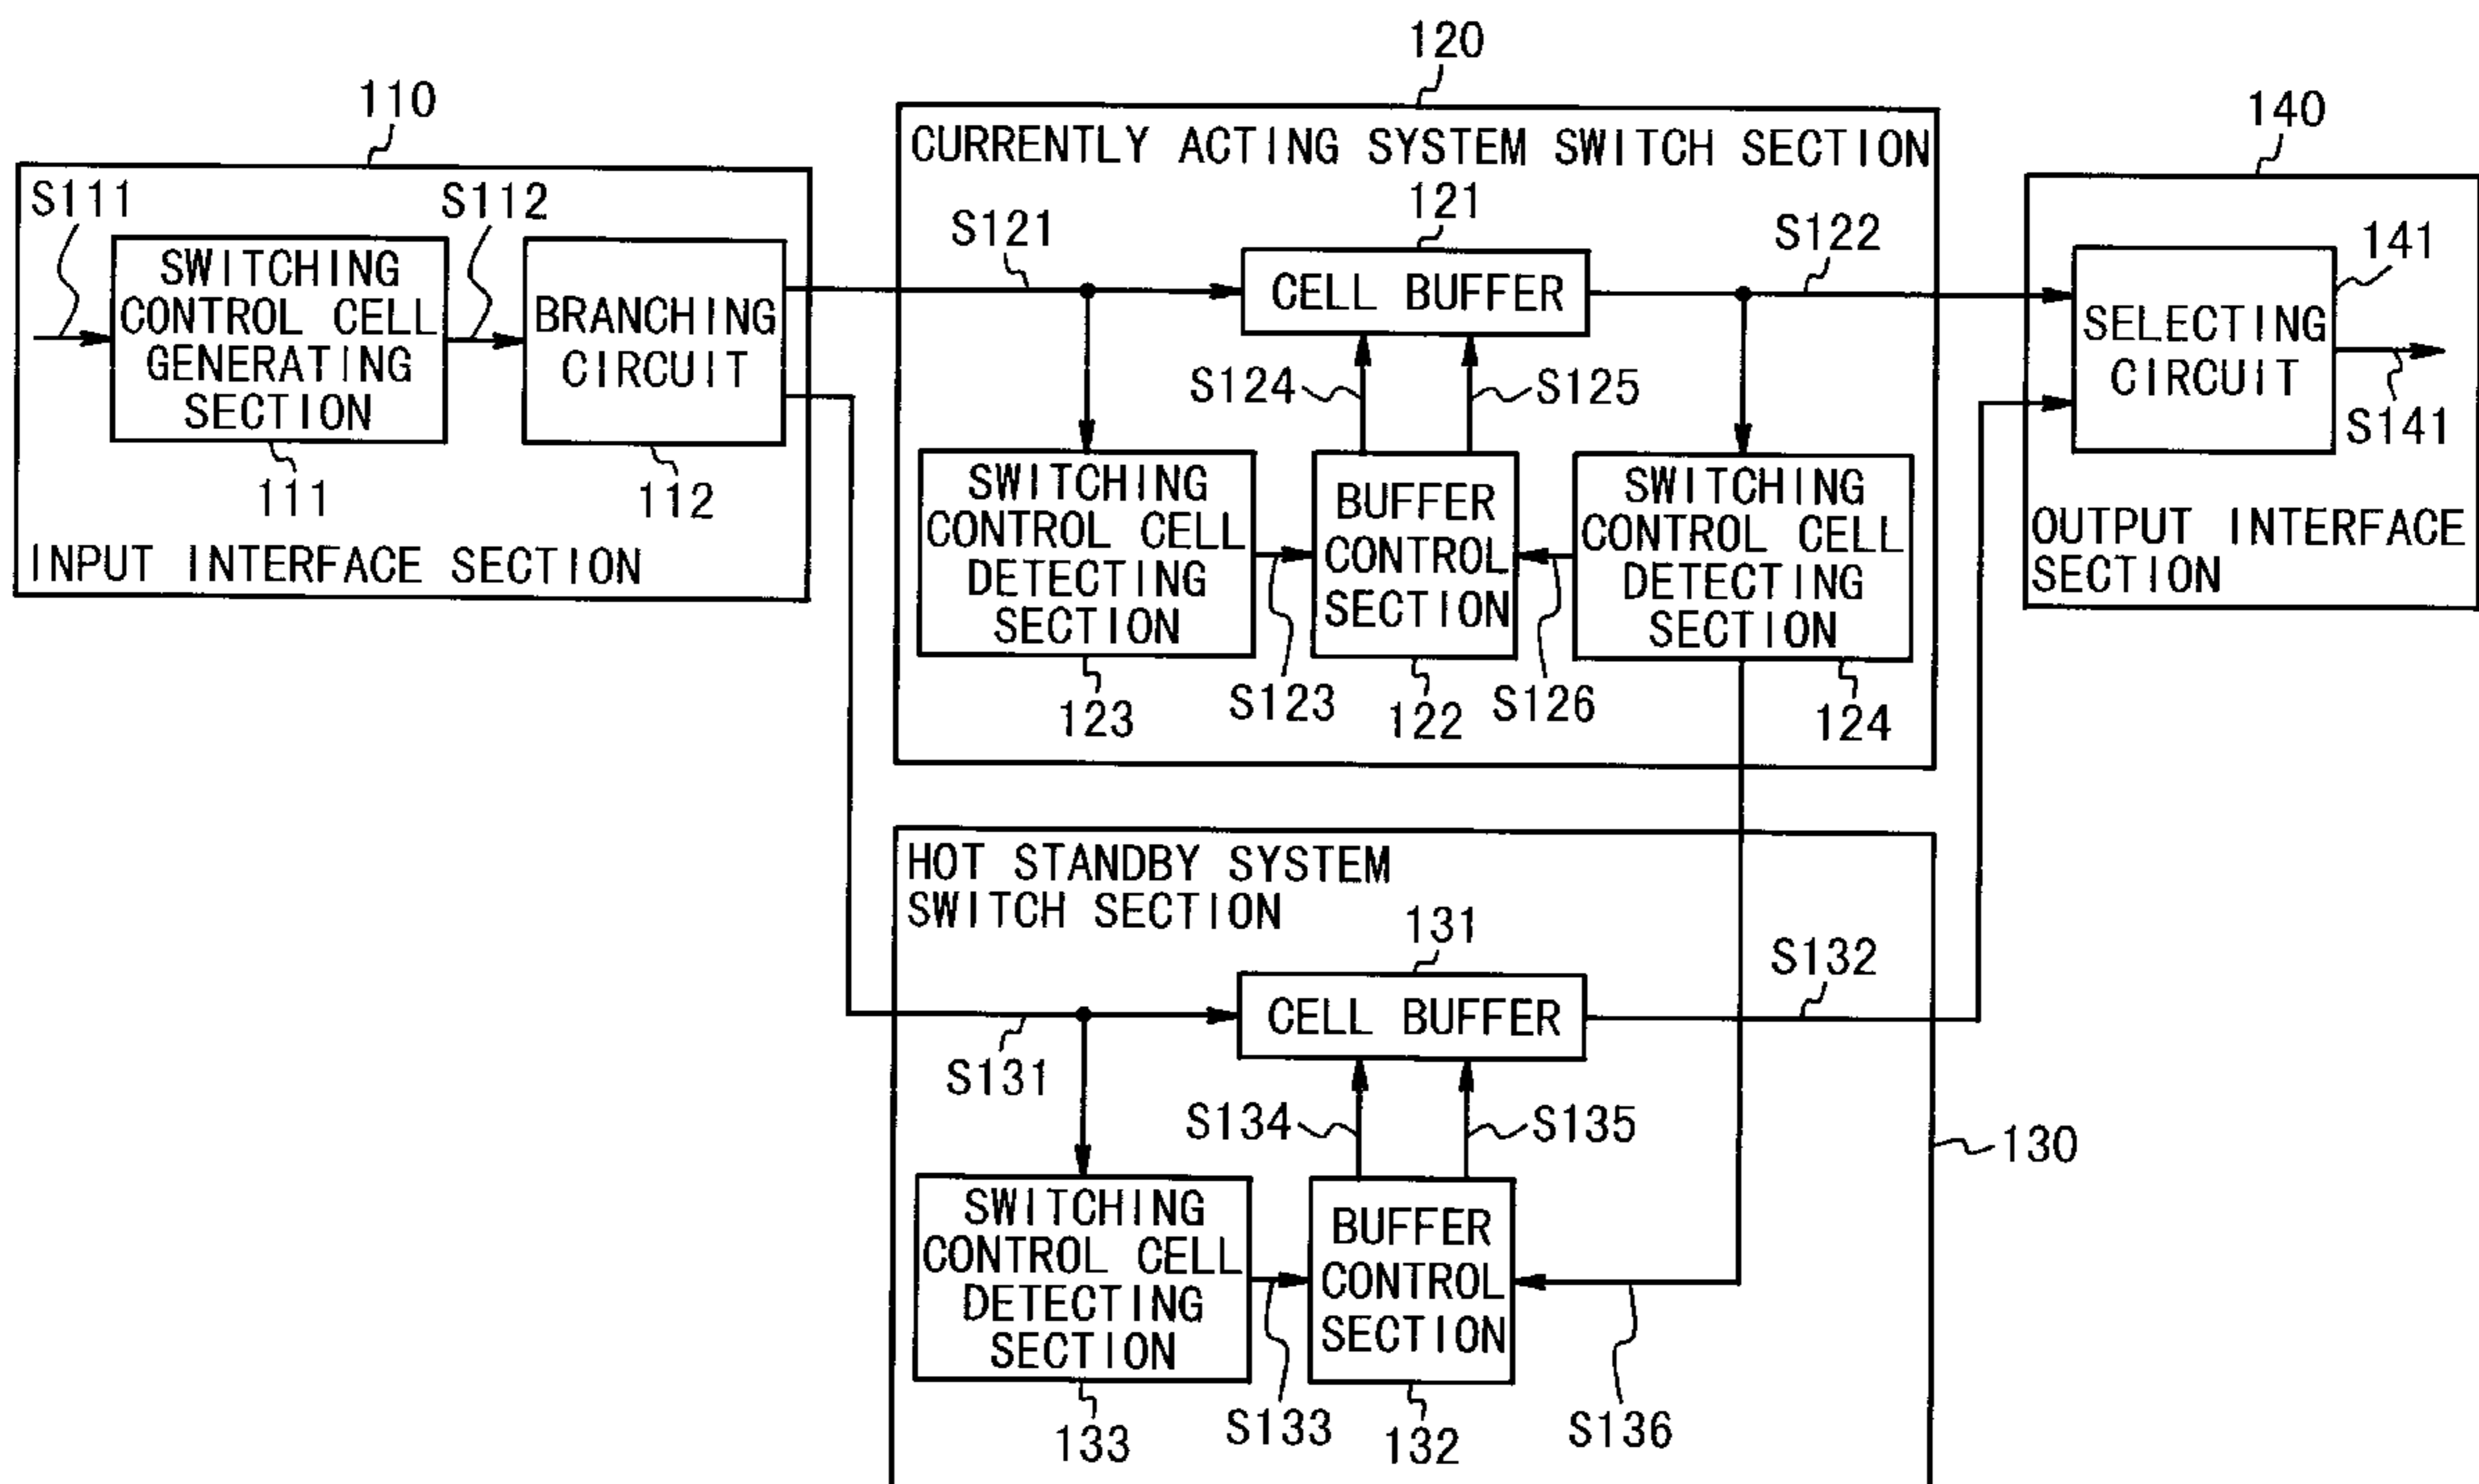 120
110
140
CURRENTLY ACTING SYSTEM SWITCH SECTION
S111
S112
SWITCHING
CONTROL CELL
GENERATING
SECTION
BRANCHING
CIRCUIT
111
112
INPUT INTERFACE SECTION
S121
121
CELL BUFFER
S122
S124
S125
SWITCHING
CONTROL CELL
DETECTING
SECTION
BUFFER
CONTROL
SECTION
SWITCHING
CONTROL CELL
DETECTING
SECTION
123
S123
122
S126
124
141
SELECTING
CIRCUIT
S141
OUTPUT INTERFACE
SECTION
HOT STANDBY SYSTEM
SWITCH SECTION
131
S132
CELL BUFFER
S131
S134
S135
130
SWITCHING
CONTROL CELL
DETECTING
SECTION
BUFFER
CONTROL
SECTION
133
S133
132
S136